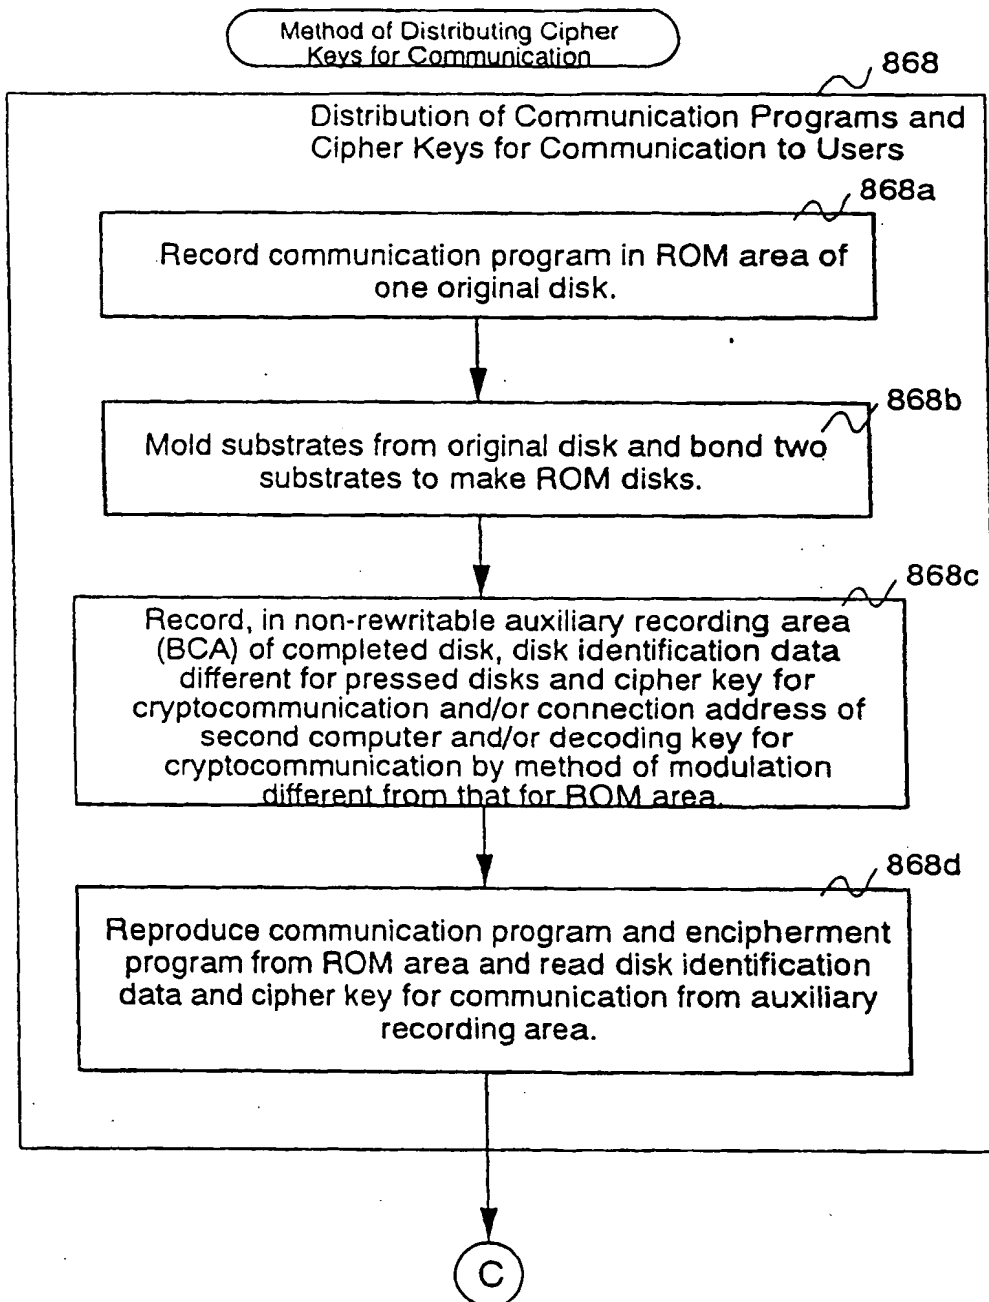 Method of Distributing Cipher
Keys for Communication
868
Distribution of Communication Programs and
Cipher Keys for Communication to Users
868a
Record communication program in ROM area of
one original disk.
868b
Mold substrates from original disk and bond two
substrates to make ROM disks.
868c
Record, in non-rewritable auxiliary recording area
(BCA) of completed disk, disk identification data
different for pressed disks and cipher key for
cryptocommunication and/or connection address of
second computer and/or decoding key for
cryptocommunication by method of modulation
different from that for ROM area.
868d
Reproduce communication program and encipherment
program from ROM area and read disk identification
data and cipher key for communication from auxiliary
recording area.
C